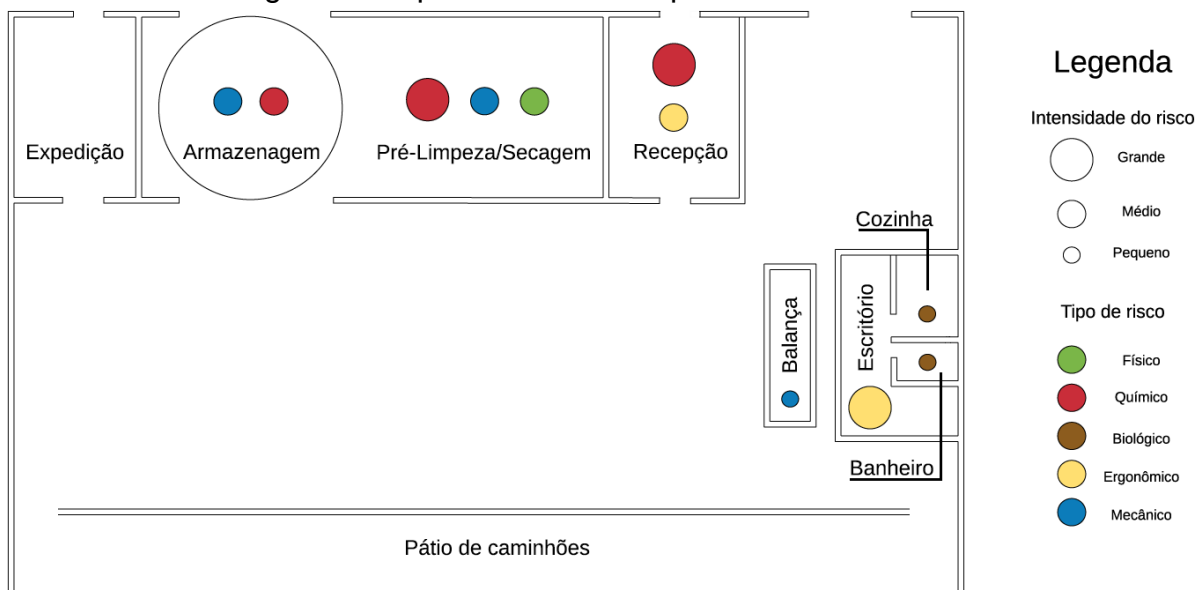 Expedição
Armazenagem
Pré-Limpeza/Secagem
Recepção
Cozinha
Balança
Escritório
Banheiro
Pátio de caminhões
Legenda
Intensidade do risco
Grande
Médio
Pequeno
Tipo de risco
Físico
Químico
Biológico
Ergonômico
Mecânico